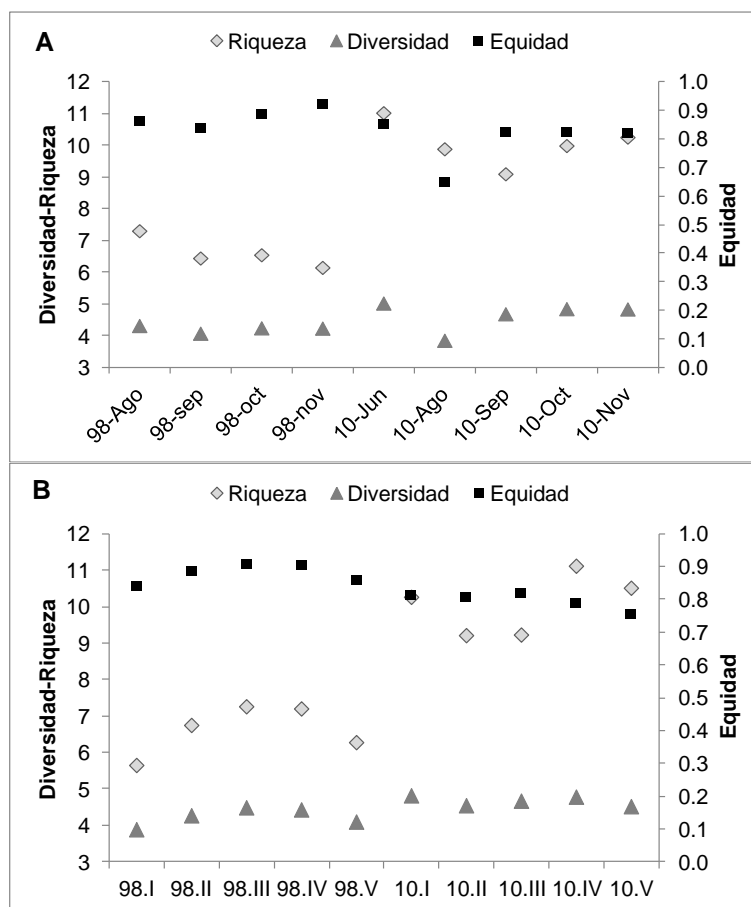 A
Riqueza Diversidad Equidad
12 1.0
11 0.9
10 0.8
9 0.7
8 0.6
7 0.5
6 0.4
5 0.3
4 0.2
3 0.1
0.0
Diversidad-Riqueza
Equidad
98-Ago 98-sep 98-oct 98-nov 10-Jun 10-Ago 10-Sep 10-Oct 10-Nov
B
Riqueza Diversidad Equidad
12 1.0
11 0.9
10 0.8
9 0.7
8 0.6
7 0.5
6 0.4
5 0.3
4 0.2
3 0.1
0.0
Diversidad-Riqueza
Equidad
98.I 98.II 98.III 98.IV 98.V 10.I 10.II 10.III 10.IV 10.V